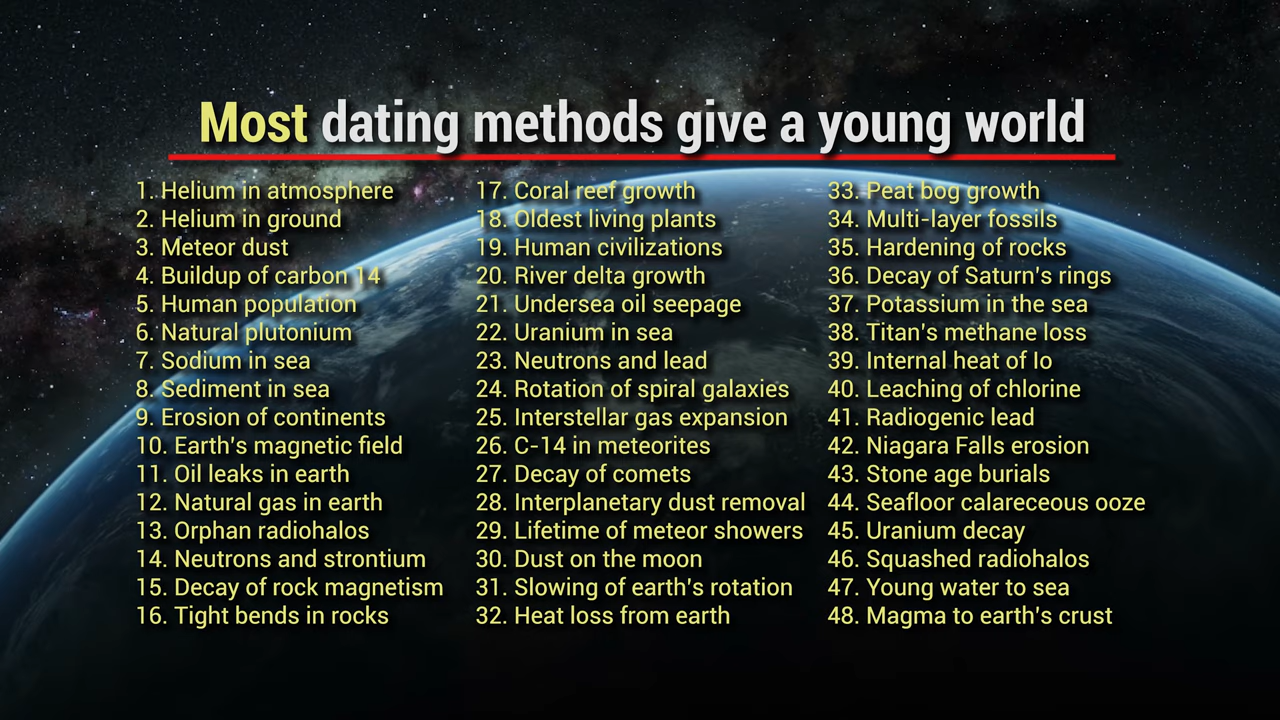 Most dating methods give a young world
1. Helium in atmosphere
2. Helium in ground
3. Meteor dust
4. Buildup of carbon 14
5. Human population
6. Natural plutonium
7. Sodium in sea
8. Sediment in sea
9. Erosion of continents
10. Earth's magnetic field
11. Oil leaks in earth
12. Natural gas in earth
13. Orphan radiohalos
14. Neutrons and strontium
15. Decay of rock magnetism
16. Tight bends in rocks
17. Coral reef growth
18. Oldest living plants
19. Human civilizations
20. River delta growth
21. Undersea oil seepage
22. Uranium in sea
23. Neutrons and lead
24. Rotation of spiral galaxies
25. Interstellar gas expansion
26. C-14 in meteorites
27. Decay of comets
28. Interplanetary dust removal
29. Lifetime of meteor showers
30. Dust on the moon
31. Slowing of earth's rotation
32. Heat loss from earth
33. Peat bog growth
34. Multi-layer fossils
35. Hardening of rocks
36. Decay of Saturn's rings
37. Potassium in the sea
38. Titan's methane loss
39. Internal heat of Io
40. Leaching of chlorine
41. Radiogenic lead
42. Niagara Falls erosion
43. Stone age burials
44. Seafloor calareceous ooze
45. Uranium decay
46. Squashed radiohalos
47. Young water to sea
48. Magma to earth's crust